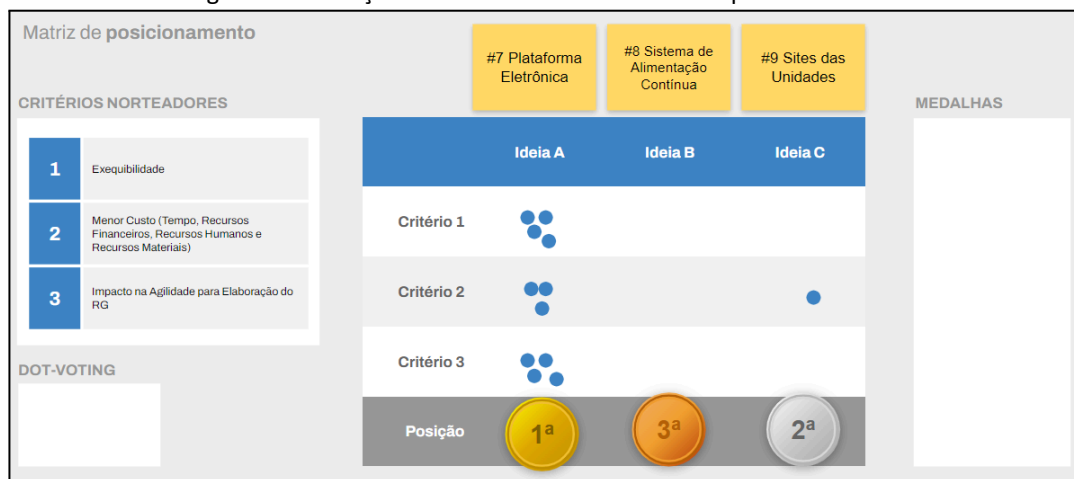 Matriz de posicionamento
#7 Plataforma
Eletrônica
#8 Sistema de
Alimentação
Contínua
#9 Sites das
Unidades
CRITÉRIOS NORTEADORES
MEDALHAS
1
Exequibilidade
2
Menor Custo (Tempo, Recursos
Financeiros, Recursos Humanos e
Recursos Materiais)
3
Impacto na Agilidade para Elaboração do
RG
Ideia A
Ideia B
Ideia C
Critério 1
Critério 2
Critério 3
DOT-VOTING
Posição
1ª
3ª
2ª